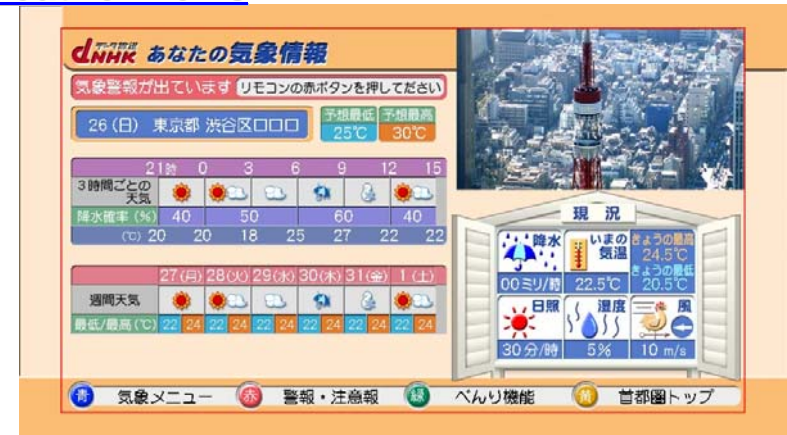 データ放送
dNHK あなたの気象情報
気象警報が出ています リモコンの赤ボタンを押してださい
26(日) 東京都 渋谷区□□□
予想最低 25℃
予想最高 30℃
21時 0 3 6 9 12 15
3時間ごとの天気
降水確率(%) 40 50 60 40
(℃) 20 20 18 25 27 22 22
27(月) 28(火) 29(水) 30(木) 31(金) 1(土)
週間天気
最低/最高(℃) 22 24 22 24 22 24 22 24 22 24 22 24
現況
降水
00ミリ/時
いまの気温
22.5℃
きょうの最高
24.5℃
きょうの最低
20.5℃
日照
30分/時
湿度
5%
風
10 m/s
青 気象メニュー 赤 警報・注意報 緑 べんり機能 黄 首都圏トップ